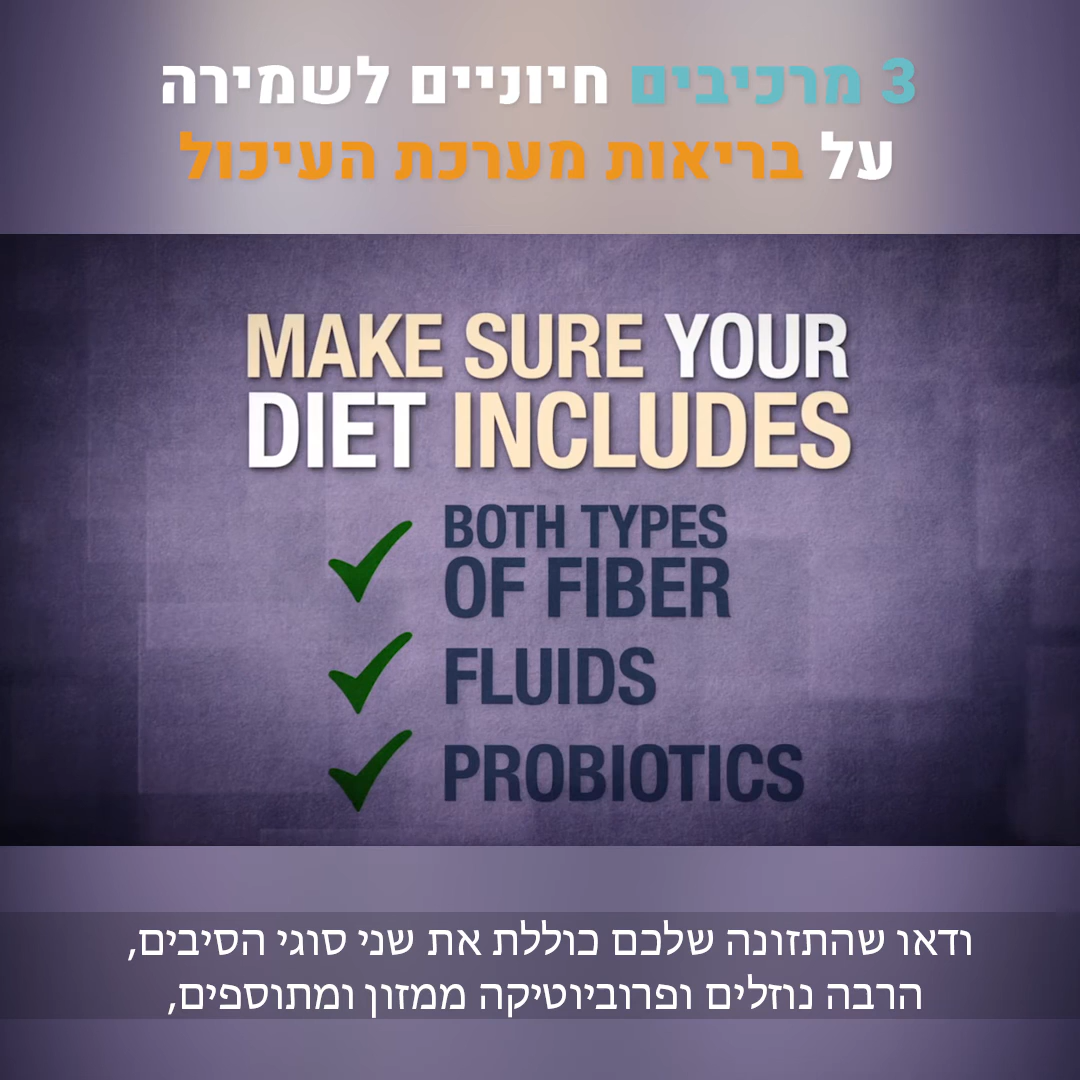 3 מרכיבים חיוניים לשמירה
על בריאות מערכת העיכול
MAKE SURE YOUR
DIET INCLUDES
BOTH TYPES
OF FIBER
FLUIDS
PROBIOTICS
ודאו שהתזונה שלכם כוללת את שני סוגי הסיבים,
הרבה נוזלים ופרוביוטיקה ממזון ומתוספים,